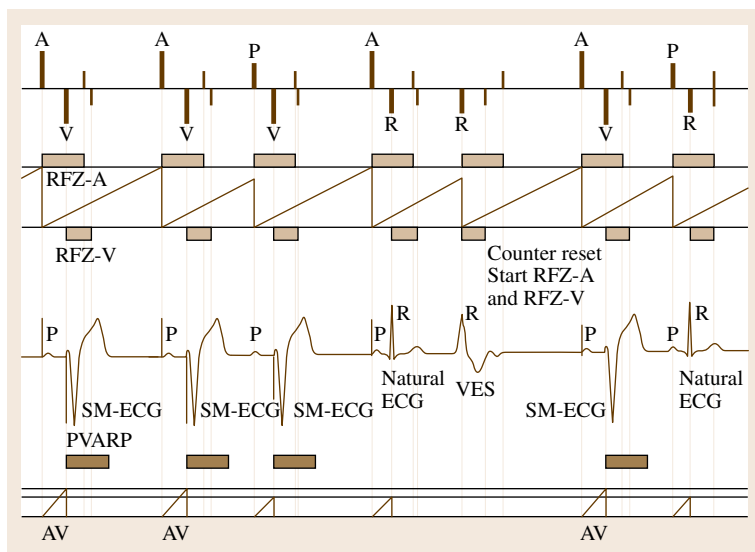 A A P A A P
V V V R R V R
RFZ-A
RFZ-V
Counter reset
Start RFZ-A
and RFZ-V
P P P P R R P P R
Natural
ECG
VES
Natural
ECG
SM-ECG SM-ECG SM-ECG SM-ECG
PVARP
AV AV AV